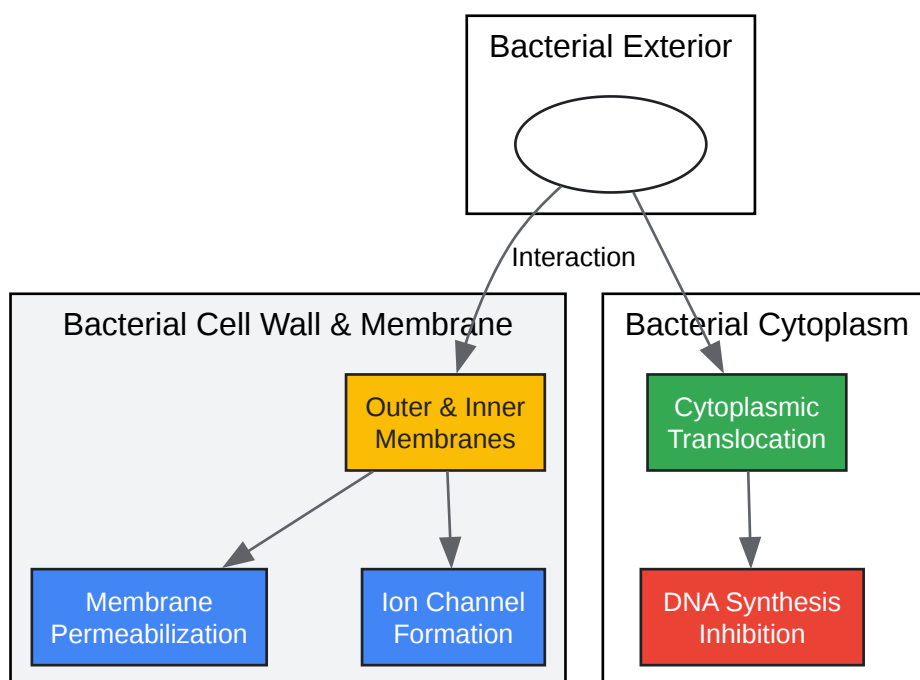 Bacterial Exterior
Interaction
Bacterial Cell Wall & Membrane
Outer & Inner
Membranes
Membrane
Permeabilization
Ion Channel
Formation
Bacterial Cytoplasm
Cytoplasmic
Translocation
DNA Synthesis
Inhibition